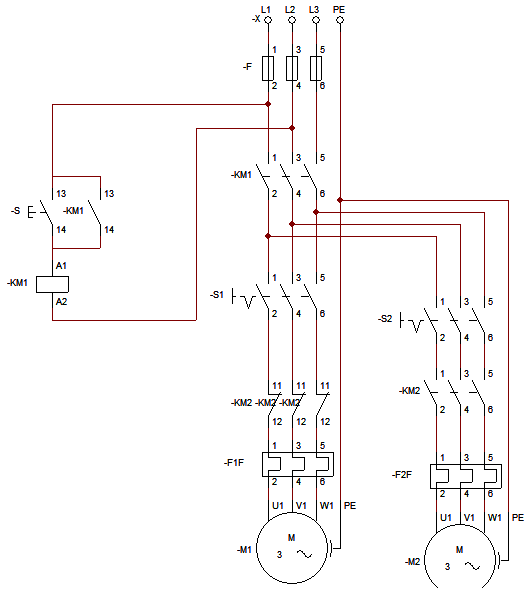 L1 L2 L3 PE
-X
1 3 5
-F
2 4 6
1 3 5
-KM1
2 4 6
13 13
-S -KM1
14 14
A1
-KM1
A2
1 3 5
-S1
2 4 6
1 3 5
-S2
2 4 6
11 11 11
-KM2 -KM2 -KM2
12 12 12
1 3 5
-KM2
2 4 6
1 3 5
-F1F
2 4 6
1 3 5
-F2F
2 4 6
U1 V1 W1 PE
M
-M1
3
U1 V1 W1 PE
M
-M2
3